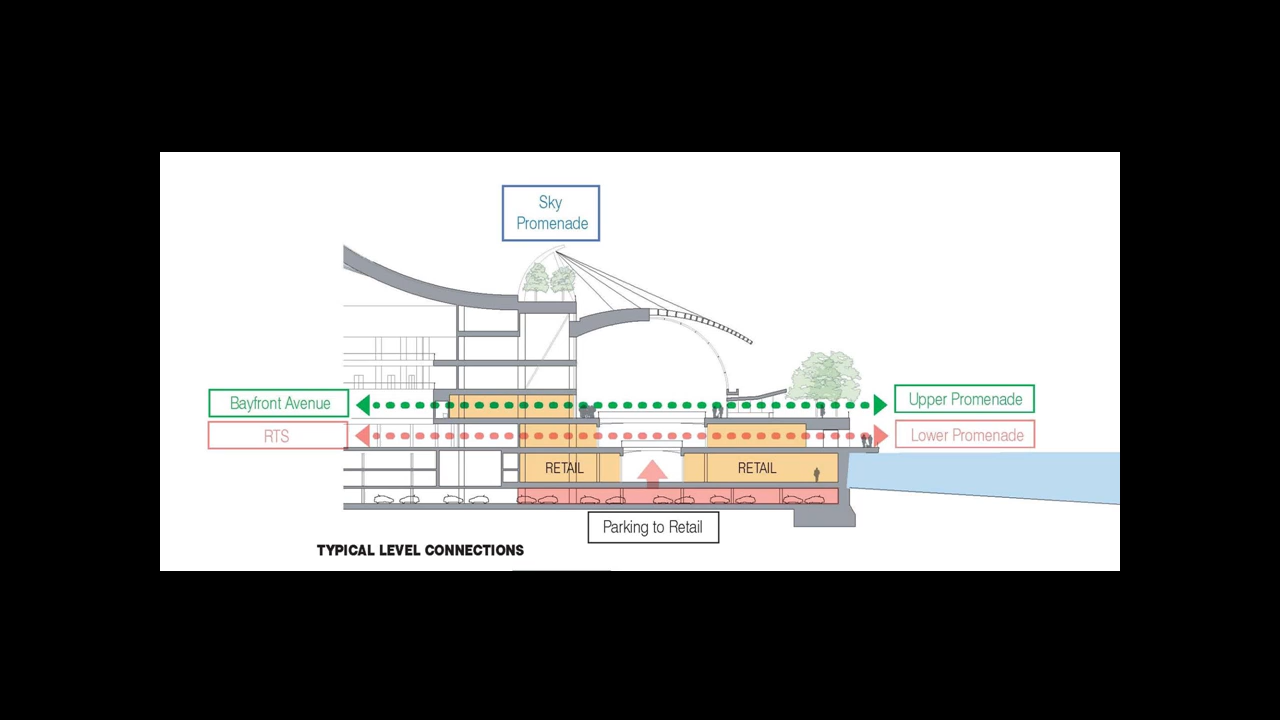 Sky
Promenade
Bayfront Avenue
Upper Promenade
RTS
Lower Promenade
RETAIL
RETAIL
Parking to Retail
TYPICAL LEVEL CONNECTIONS